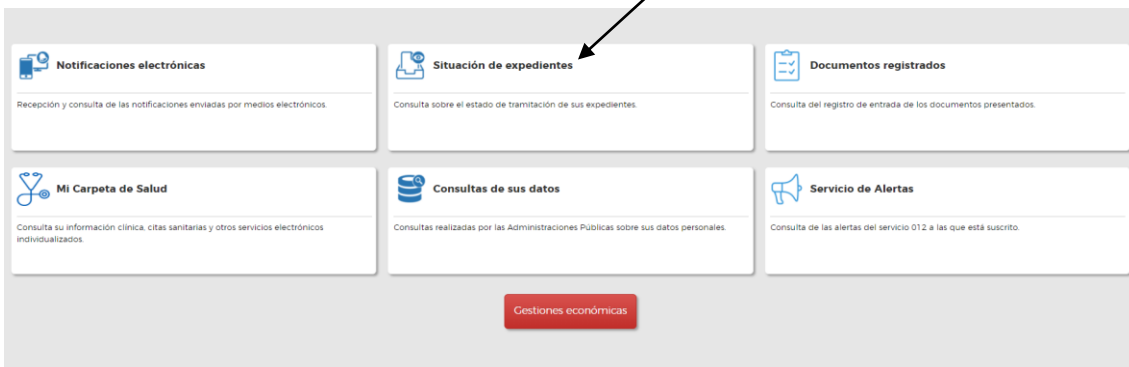 Notificaciones electrónicas
Recepción y consulta de las notificaciones enviadas por medios electrónicos.
Situación de expedientes
Consulta sobre el estado de tramitación de sus expedientes.
Documentos registrados
Consulta del registro de entrada de los documentos presentados.
Mi Carpeta de Salud
Consulta su información clínica, citas sanitarias y otros servicios electrónicos
individualizados.
Consultas de sus datos
Consultas realizadas por las Administraciones Públicas sobre sus datos personales.
Servicio de Alertas
Consulta de las alertas del servicio 012 a las que está suscrito.
Gestiones económicas